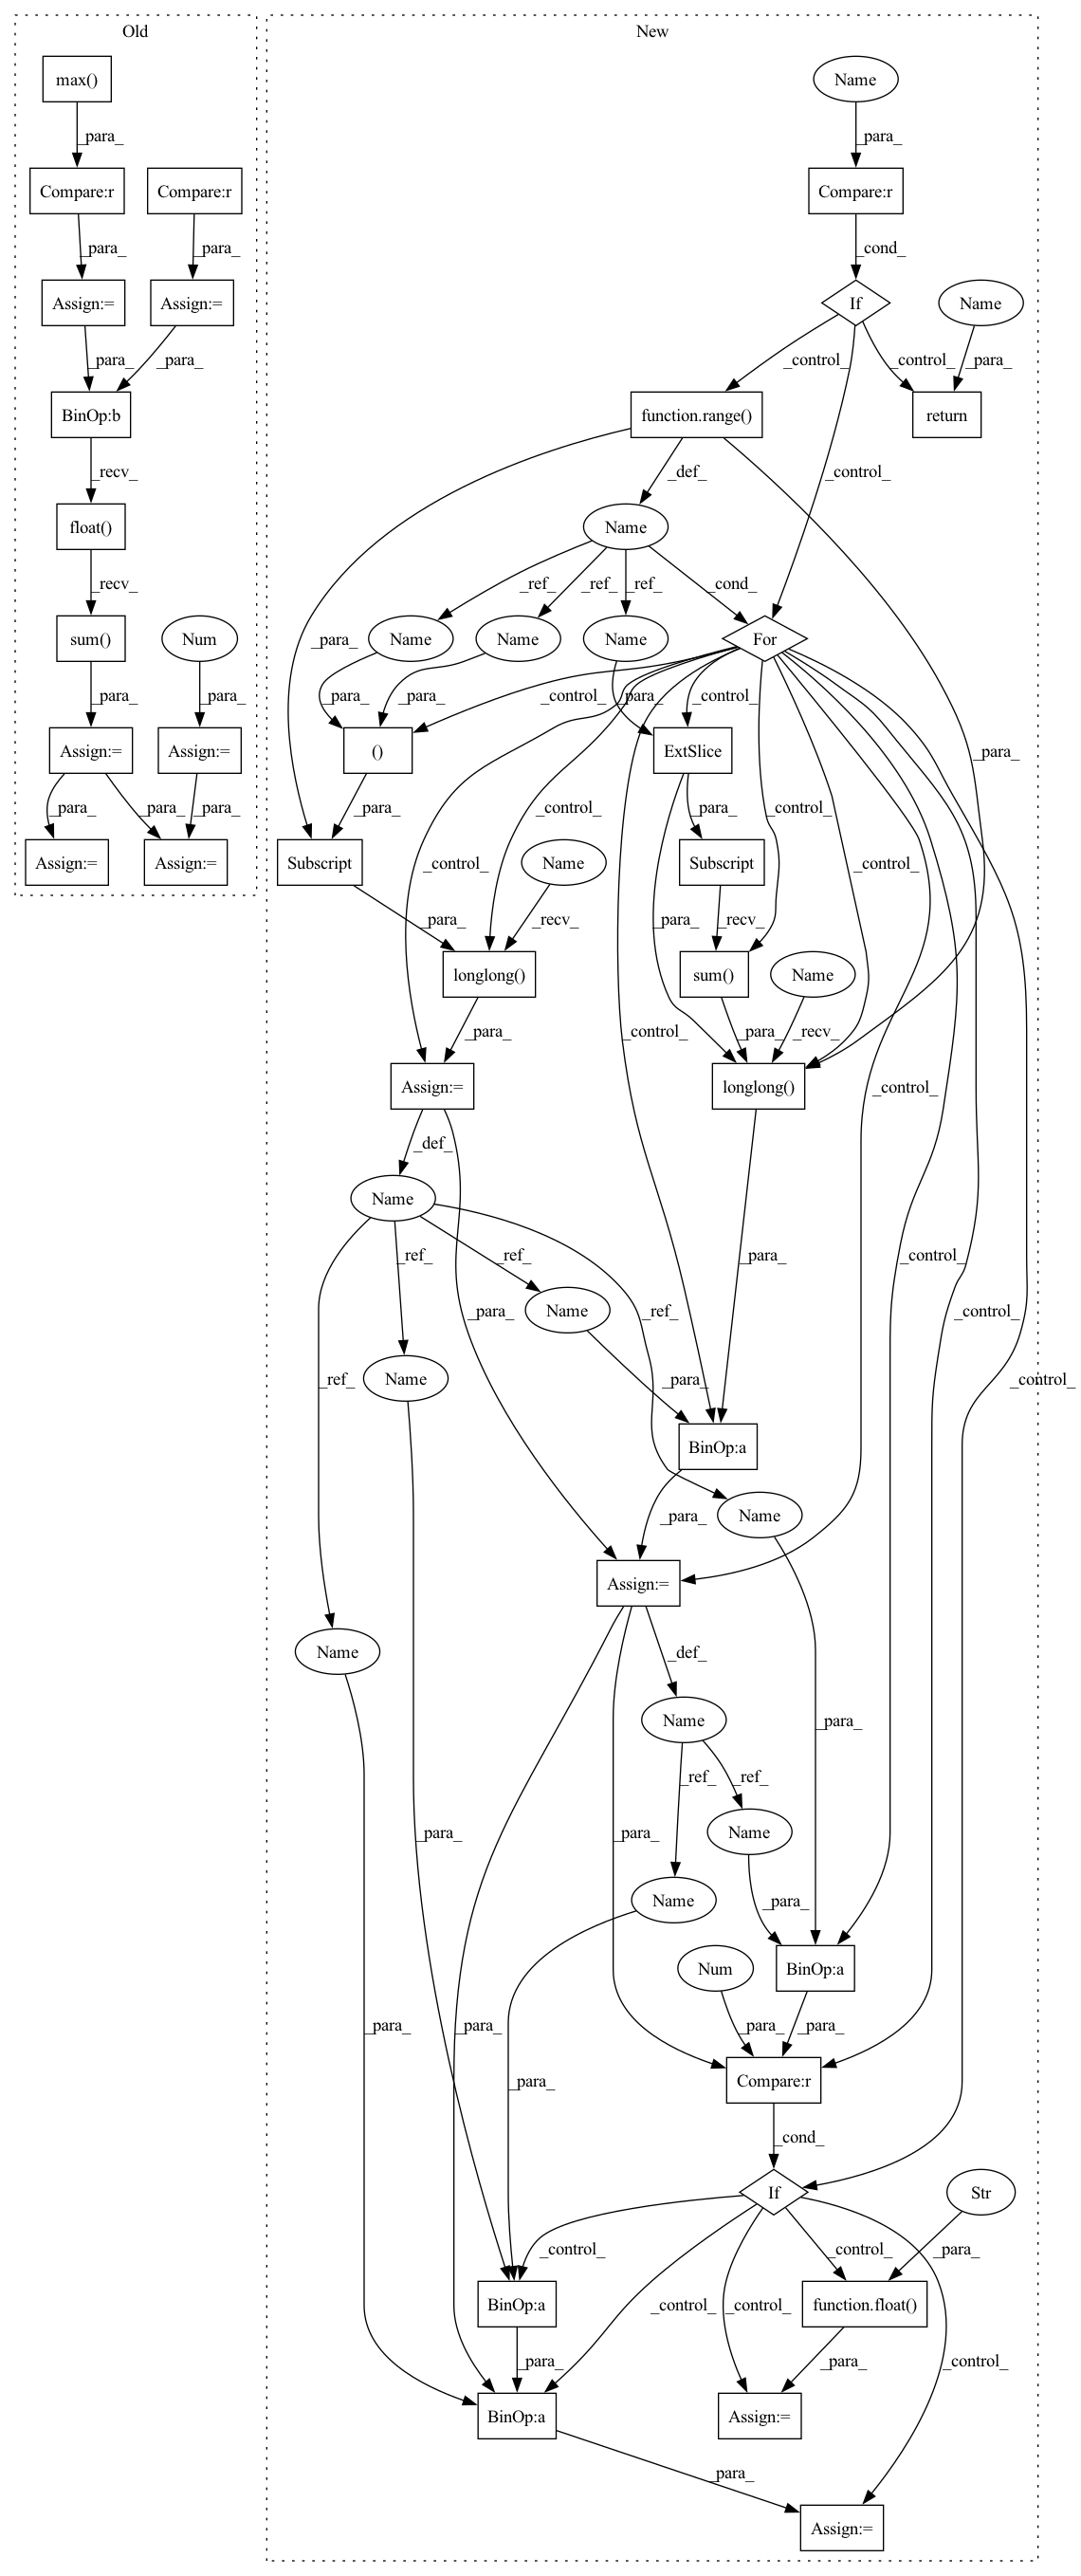 Old
New
max()
Name
_para_
_para_
Compare:r
Compare:r
Compare:r
_para_
_para_
_cond_
Assign:=
Assign:=
If
Name
_para_
_para_
_control_
_control_
_para_
BinOp:b
function.range()
return
_recv_
_def_
_control_
float()
Name
_recv_
_ref_
_ref_
_ref_
_cond_
sum()
Num
Name
Name
Name
For
_para_
_para_
_para_
_para_
_para_
_control_
_para_
_control_
Assign:=
Assign:=
()
ExtSlice
_para_
_para_
_para_
_para_
_control_
_para_
_control_
Assign:=
Assign:=
Subscript
_control_
Name
Subscript
_control_
_para_
_recv_
_para_
_recv_
longlong()
sum()
Name
_para_
_control_
_para_
_recv_
Assign:=
longlong()
_control_
_def_
Name
_ref_
_ref_
_para_
_control_
_control_
Name
_para_
_ref_
_ref_
Name
_para_
_control_
BinOp:a
Name
_para_
Assign:=
Name
_def_
_para_
Name
_ref_
_ref_
_para_
_para_
Name
Name
_para_
Num
BinOp:a
_para_
_para_
_para_
_para_
_para_
Compare:r
_cond_
If
Str
_control_
_control_
_para_
BinOp:a
_control_
_control_
function.float()
_para_
_para_
_control_
BinOp:a
Assign:=
_para_
Assign:=